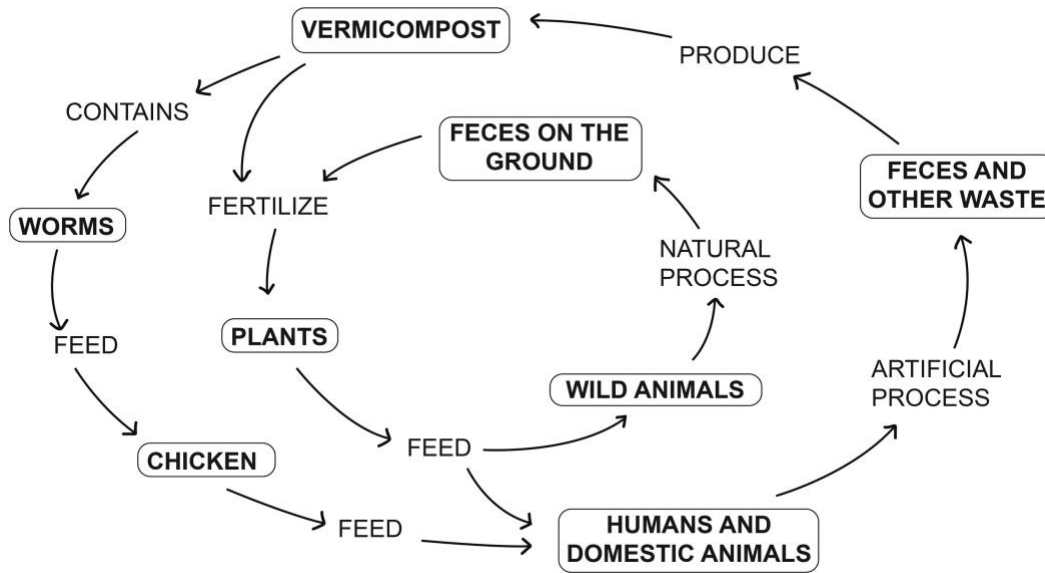 VERMICOMPOST
PRODUCE
CONTAINS
FECES ON THE
GROUND
FECES AND
OTHER WASTE
FERTILIZE
WORMS
NATURAL
PROCESS
PLANTS
FEED
WILD ANIMALS
ARTIFICIAL
PROCESS
FEED
CHICKEN
FEED
HUMANS AND
DOMESTIC ANIMALS